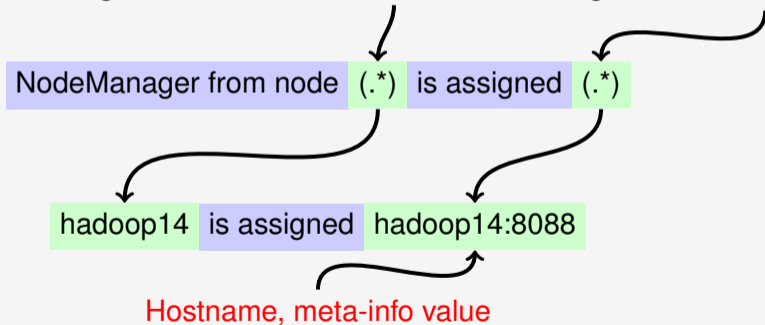 NodeManager from node (.*) is assigned (.*)
hadoop14 is assigned hadoop14:8088
Hostname, meta-info value